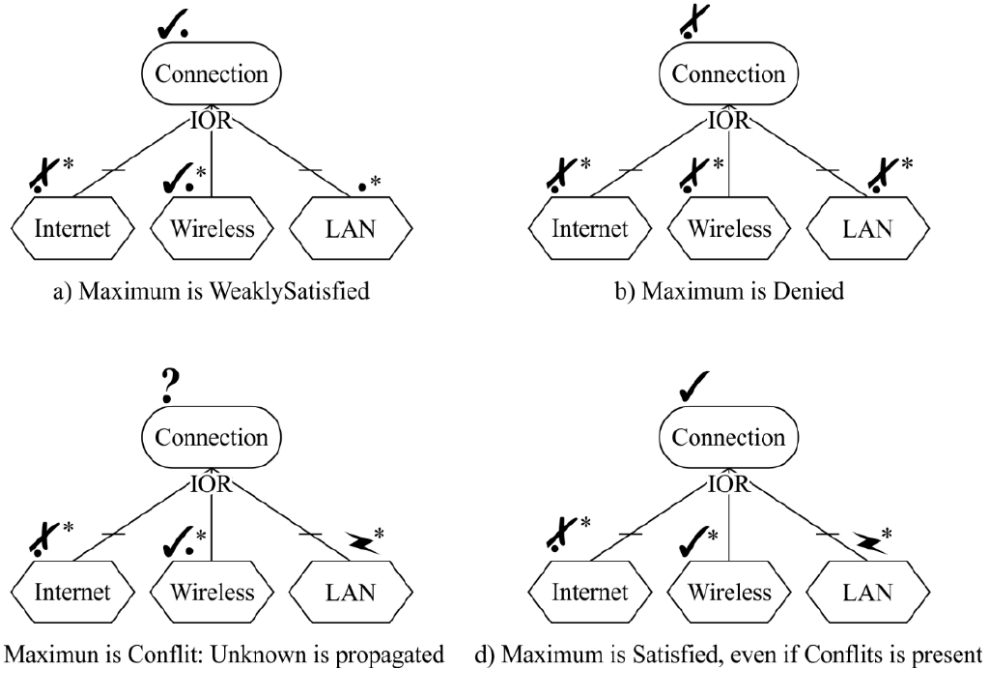 Connection
Connection
IOR
IOR
*
*
*
*
*
*
Internet
Wireless
LAN
Internet
Wireless
LAN
a) Maximum is WeaklySatisfied
b) Maximum is Denied
?
Connection
Connection
IOR
IOR
*
*
*
*
*
*
Internet
Wireless
LAN
Internet
Wireless
LAN
Maximun is Conflit: Unknown is propagated
d) Maximum is Satisfied, even if Conflits is present